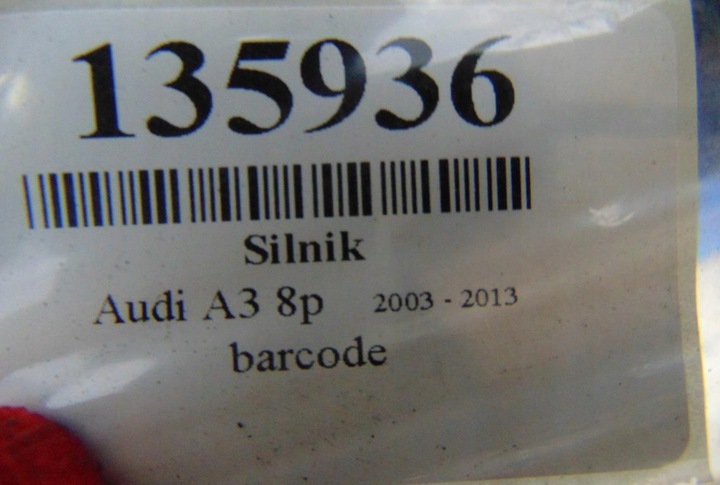 135936
Silnik
Audi A3 8p 2003 - 2013
barcode